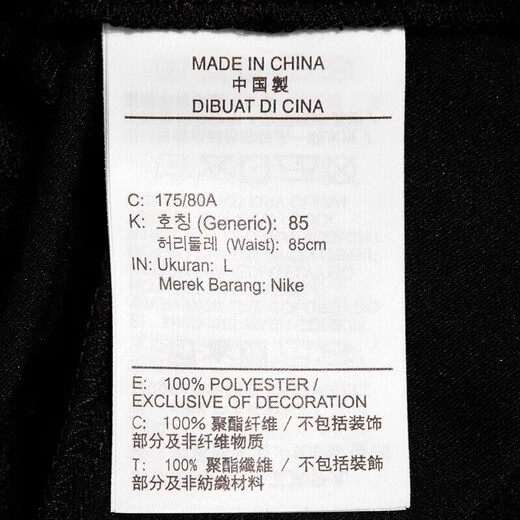 MADE IN CHINA
中国製
DIBUAT DI CINA
C: 175/80A
K: 호칭 (Generic): 85
허리둘레 (Waist): 85cm
IN: Ukuran: L
Merek Barang: Nike
E: 100% POLYESTER /
EXCLUSIVE OF DECORATION
C: 100% 聚酯纤维 / 不包括装饰
部分及非纤维物质
T: 100% 聚酯纖維 / 不包括裝飾
部分及非紡織材料